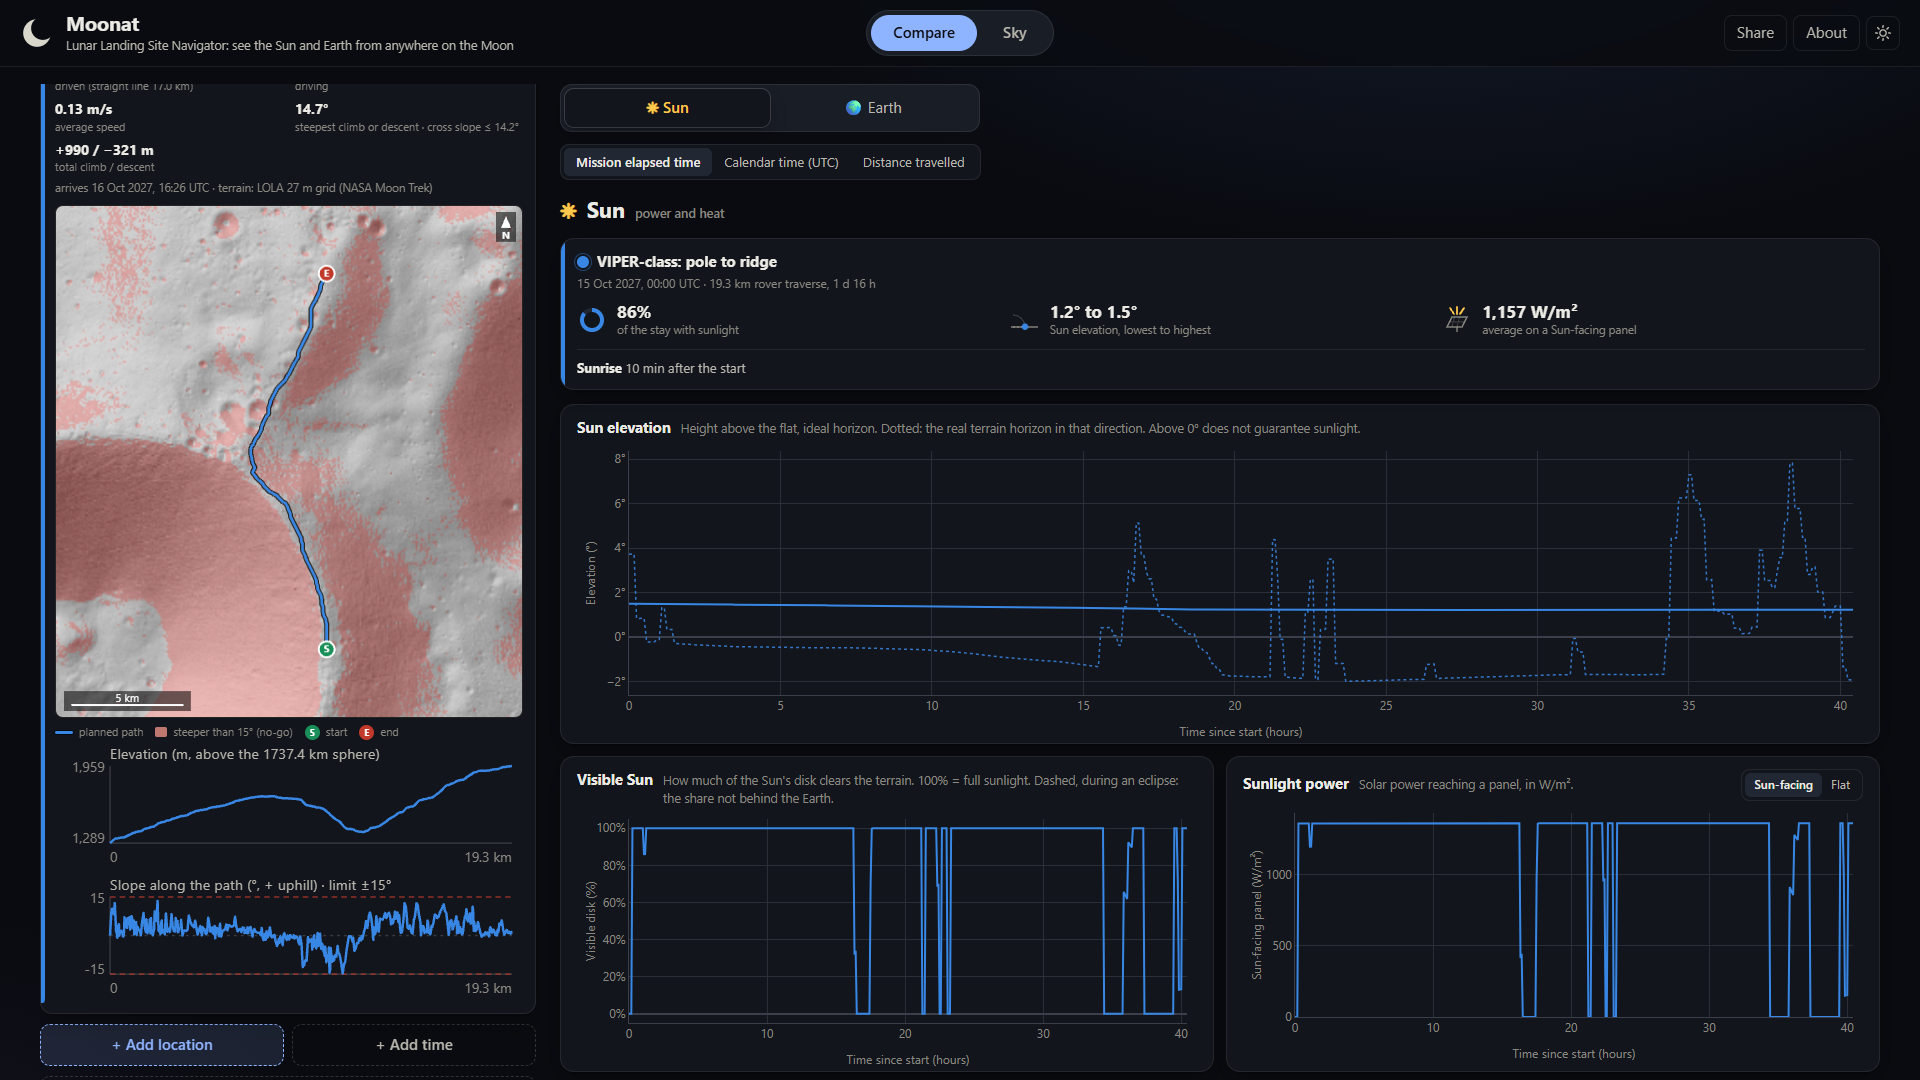 Moonat
Lunar Landing Site Navigator: see the Sun and Earth from anywhere on the Moon
Compare
Sky
Share
About
driven (straight line 17.0 km)
driving
0.13 m/s
average speed
14.7°
steepest climb or descent · cross slope ≤ 14.2°
+990 / −321 m
total climb / descent
arrives 16 Oct 2027, 16:26 UTC · terrain: LOLA 27 m grid (NASA Moon Trek)
N
E
S
5 km
planned path
steeper than 15° (no-go)
S start
E end
Elevation (m, above the 1737.4 km sphere)
1,959
1,289
0
19.3 km
Slope along the path (°, + uphill) · limit ±15°
15
-15
0
19.3 km
+ Add location
+ Add time
Sun
Earth
Mission elapsed time
Calendar time (UTC)
Distance travelled
Sun power and heat
VIPER-class: pole to ridge
15 Oct 2027, 00:00 UTC · 19.3 km rover traverse, 1 d 16 h
86%
of the stay with sunlight
1.2° to 1.5°
Sun elevation, lowest to highest
1,157 W/m²
average on a Sun-facing panel
Sunrise 10 min after the start
Sun elevation Height above the flat, ideal horizon. Dotted: the real terrain horizon in that direction. Above 0° does not guarantee sunlight.
8°
6°
4°
2°
0°
−2°
Elevation (°)
0 5 10 15 20 25 30 35 40
Time since start (hours)
Visible Sun How much of the Sun's disk clears the terrain. 100% = full sunlight. Dashed, during an eclipse:
the share not behind the Earth.
100%
80%
60%
40%
20%
0%
Visible disk (%)
0 10 20 30 40
Time since start (hours)
Sunlight power Solar power reaching a panel, in W/m².
Sun-facing
Flat
1000
500
0
Sun-facing panel (W/m²)
0 10 20 30 40
Time since start (hours)